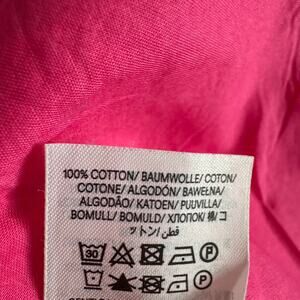 100% COTTON/ BAUMWOLLE/ COTON/
COTONE/ ALGODÓN/ BAWEŁNA/
ALGODÃO/ KATOEN/ PUUVILLA/
BOMULL/ BOMULD/ ХЛОПОК/ 棉/ コ
ットン/ قطن/
30